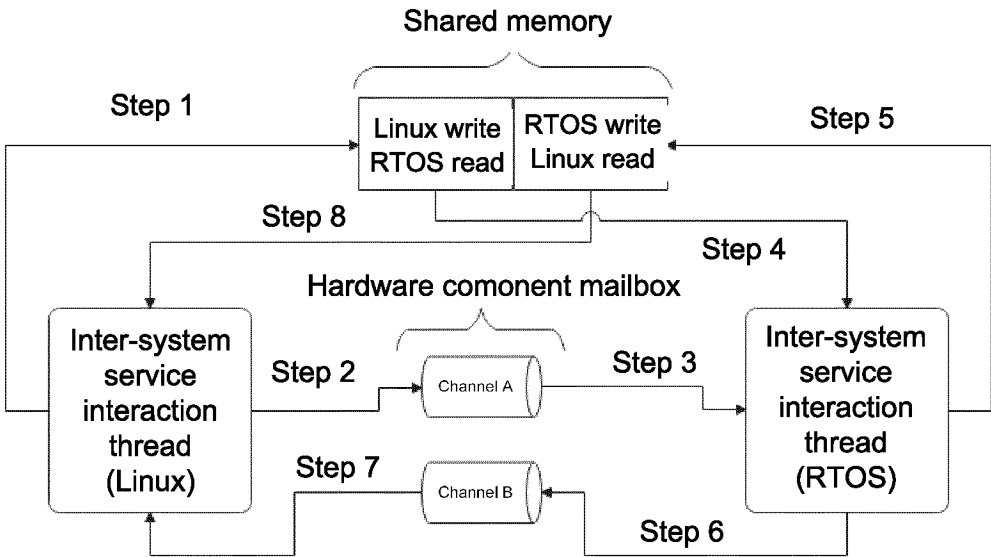 Shared memory
Step 1
Linux write
RTOS read
RTOS write
Linux read
Step 5
Step 8
Step 4
Hardware comonent mailbox
Inter-system
service
interaction
thread
(Linux)
Step 2
Channel A
Step 3
Inter-system
service
interaction
thread
(RTOS)
Step 7
Channel B
Step 6